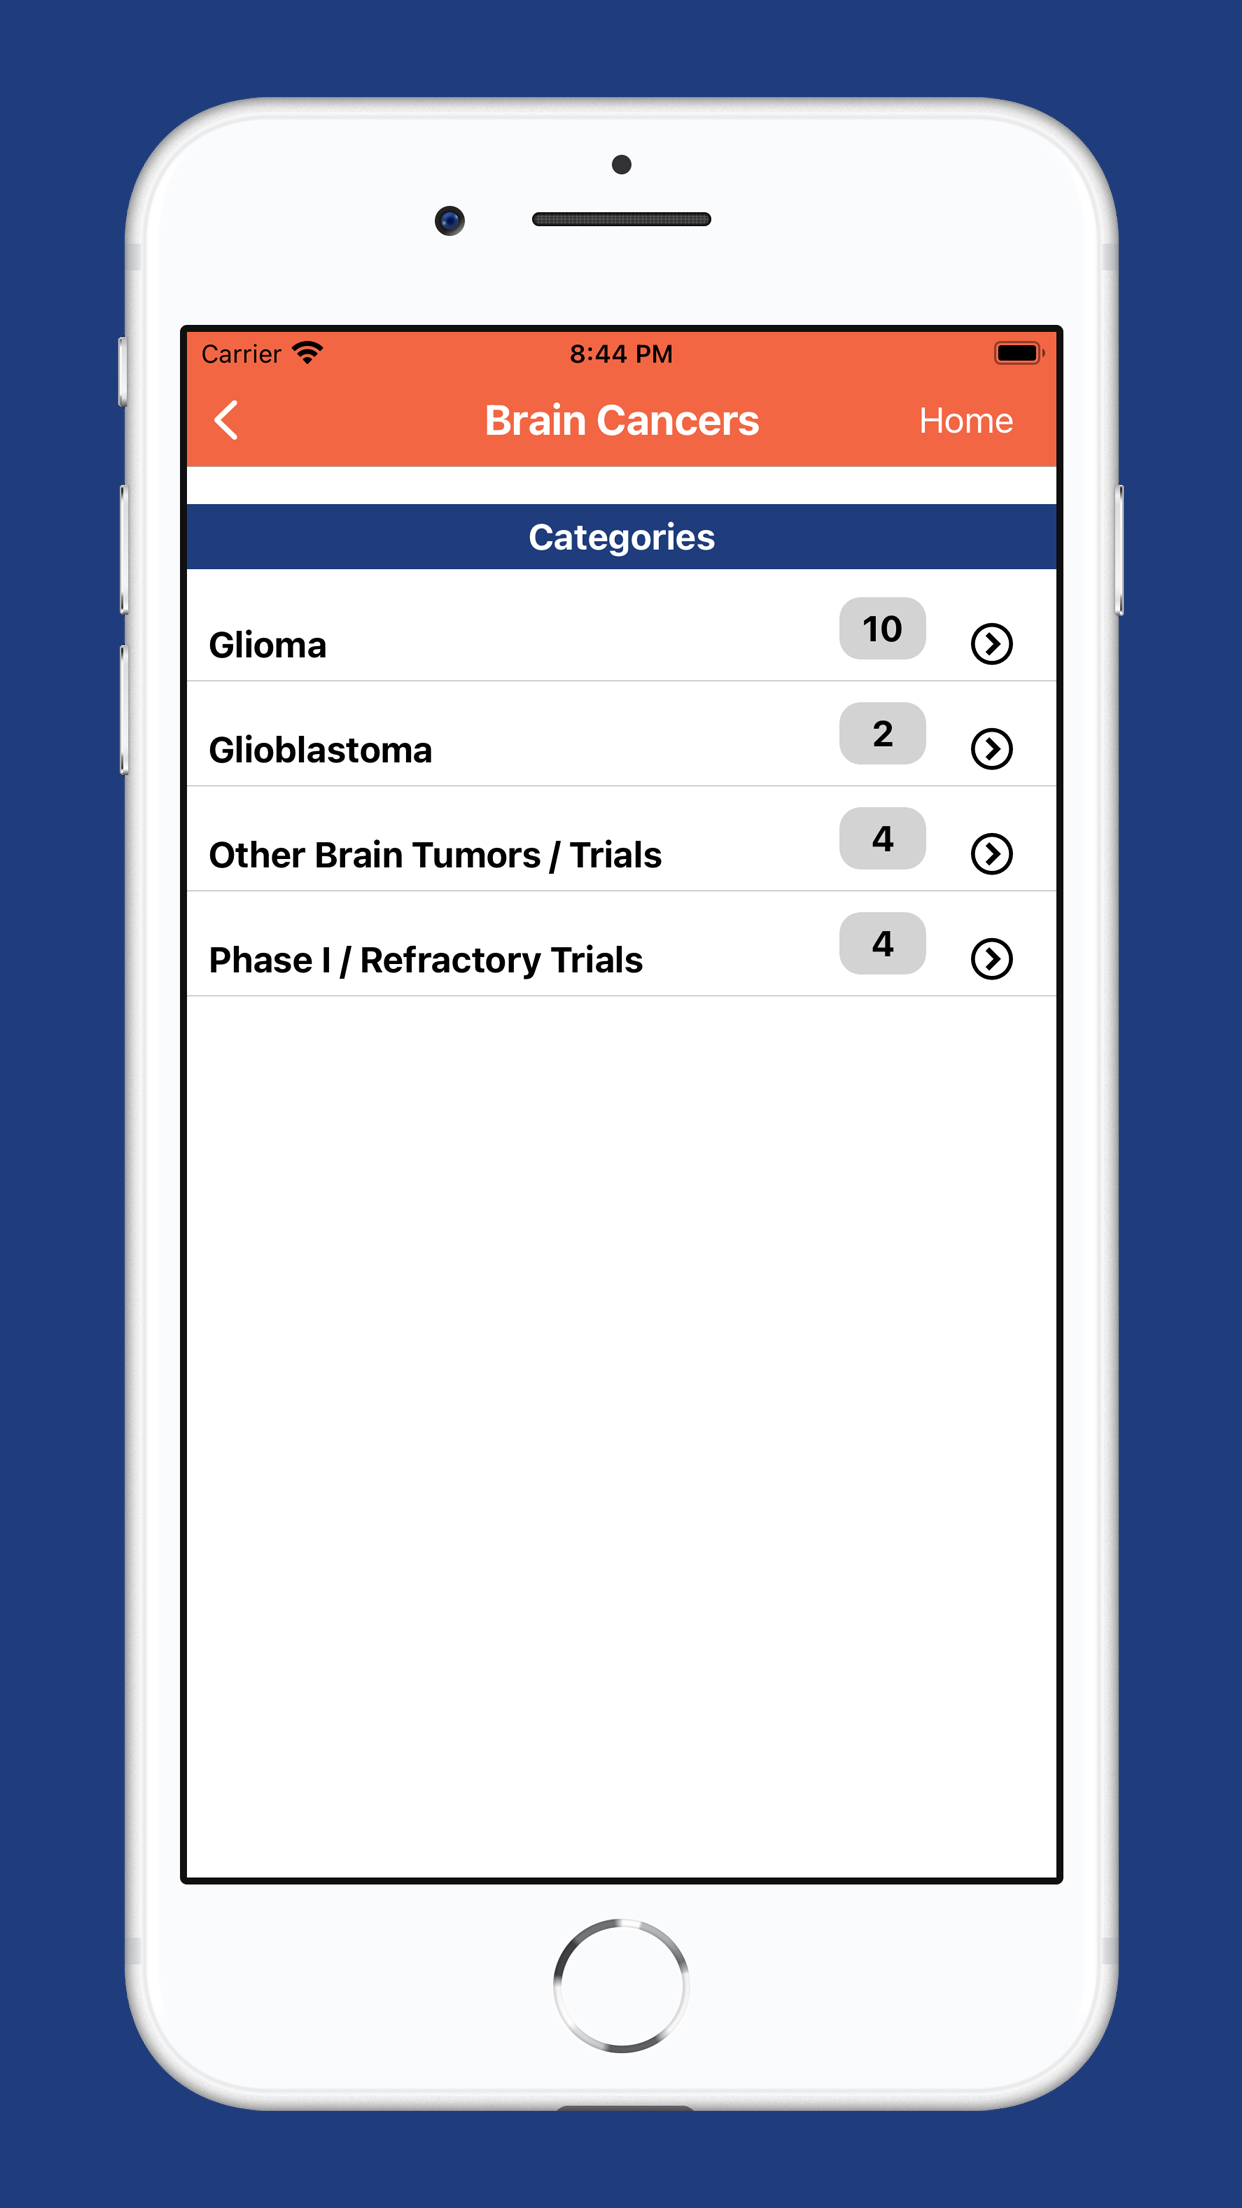 Carrier 8:44 PM
Brain Cancers Home
Categories
Glioma 10
Glioblastoma 2
Other Brain Tumors / Trials 4
Phase I / Refractory Trials 4